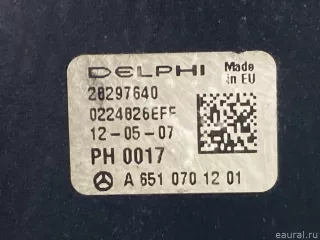 DELPHI
Made
in EU
28297640
0224826EFF
12-05-07
PH 0017
A 651 070 12 01
eaural.ru